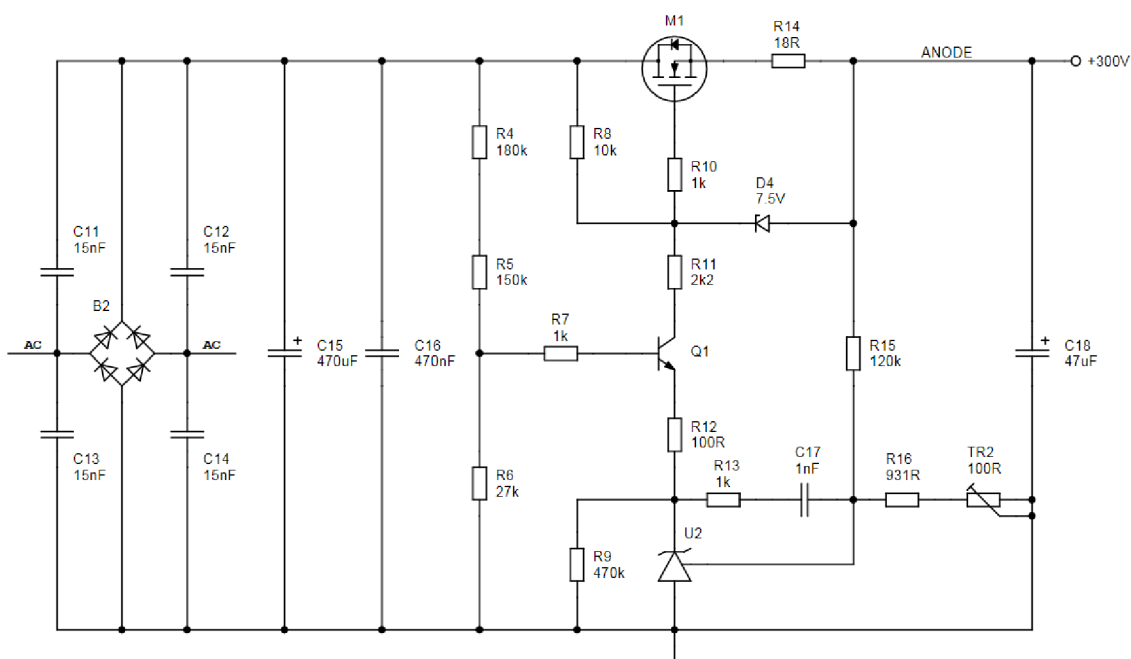 M1
R14
18R
ANODE
+300V
R4
180k
R8
10k
R10
1k
D4
7.5V
C11
15nF
C12
15nF
R5
150k
R11
2k2
B2
AC
AC
C15
470uF
C16
470nF
R7
1k
Q1
R15
120k
C18
47uF
R12
100R
C13
15nF
C14
15nF
R6
27k
R13
1k
C17
1nF
R16
931R
TR2
100R
U2
R9
470k
+
+